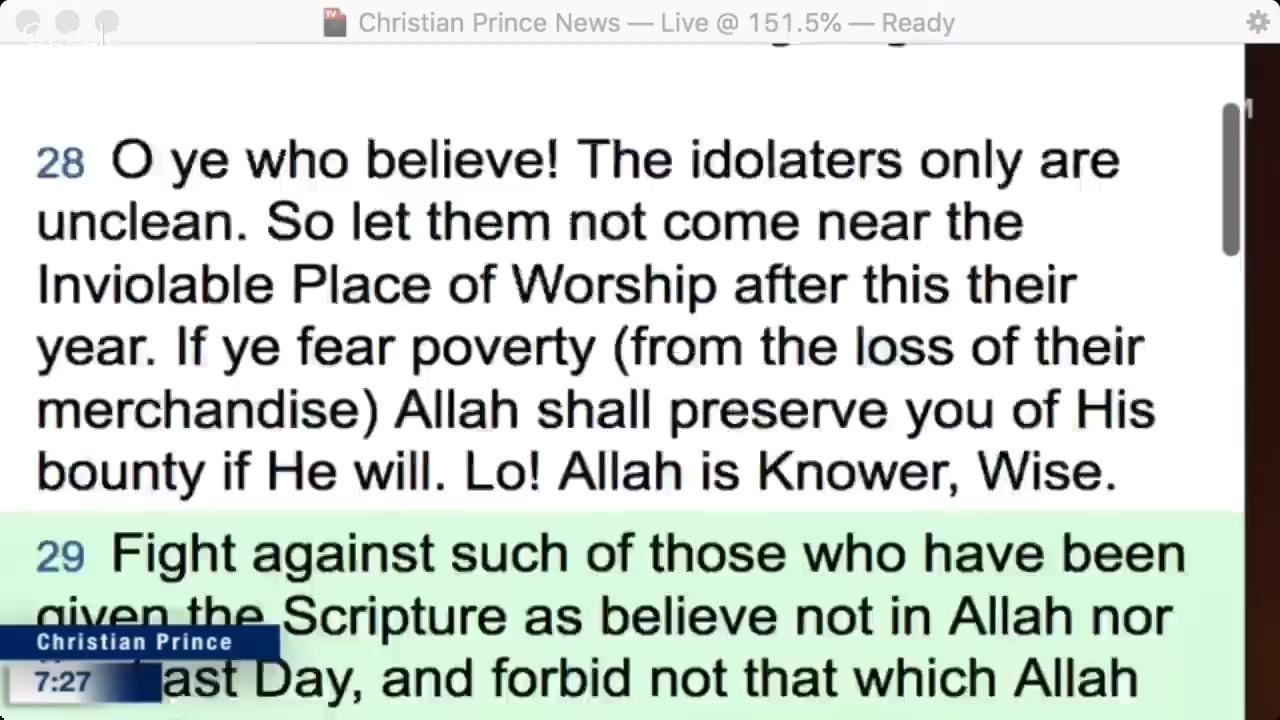 Christian Prince News — Live @ 151.5% — Ready
Google
28 O ye who believe! The idolaters only are
unclean. So let them not come near the
Inviolable Place of Worship after this their
year. If ye fear poverty (from the loss of their
merchandise) Allah shall preserve you of His
bounty if He will. Lo! Allah is Knower, Wise.
29 Fight against such of those who have been
given the Scripture as believe not in Allah nor
ast Day, and forbid not that which Allah
Christian Prince
7:27